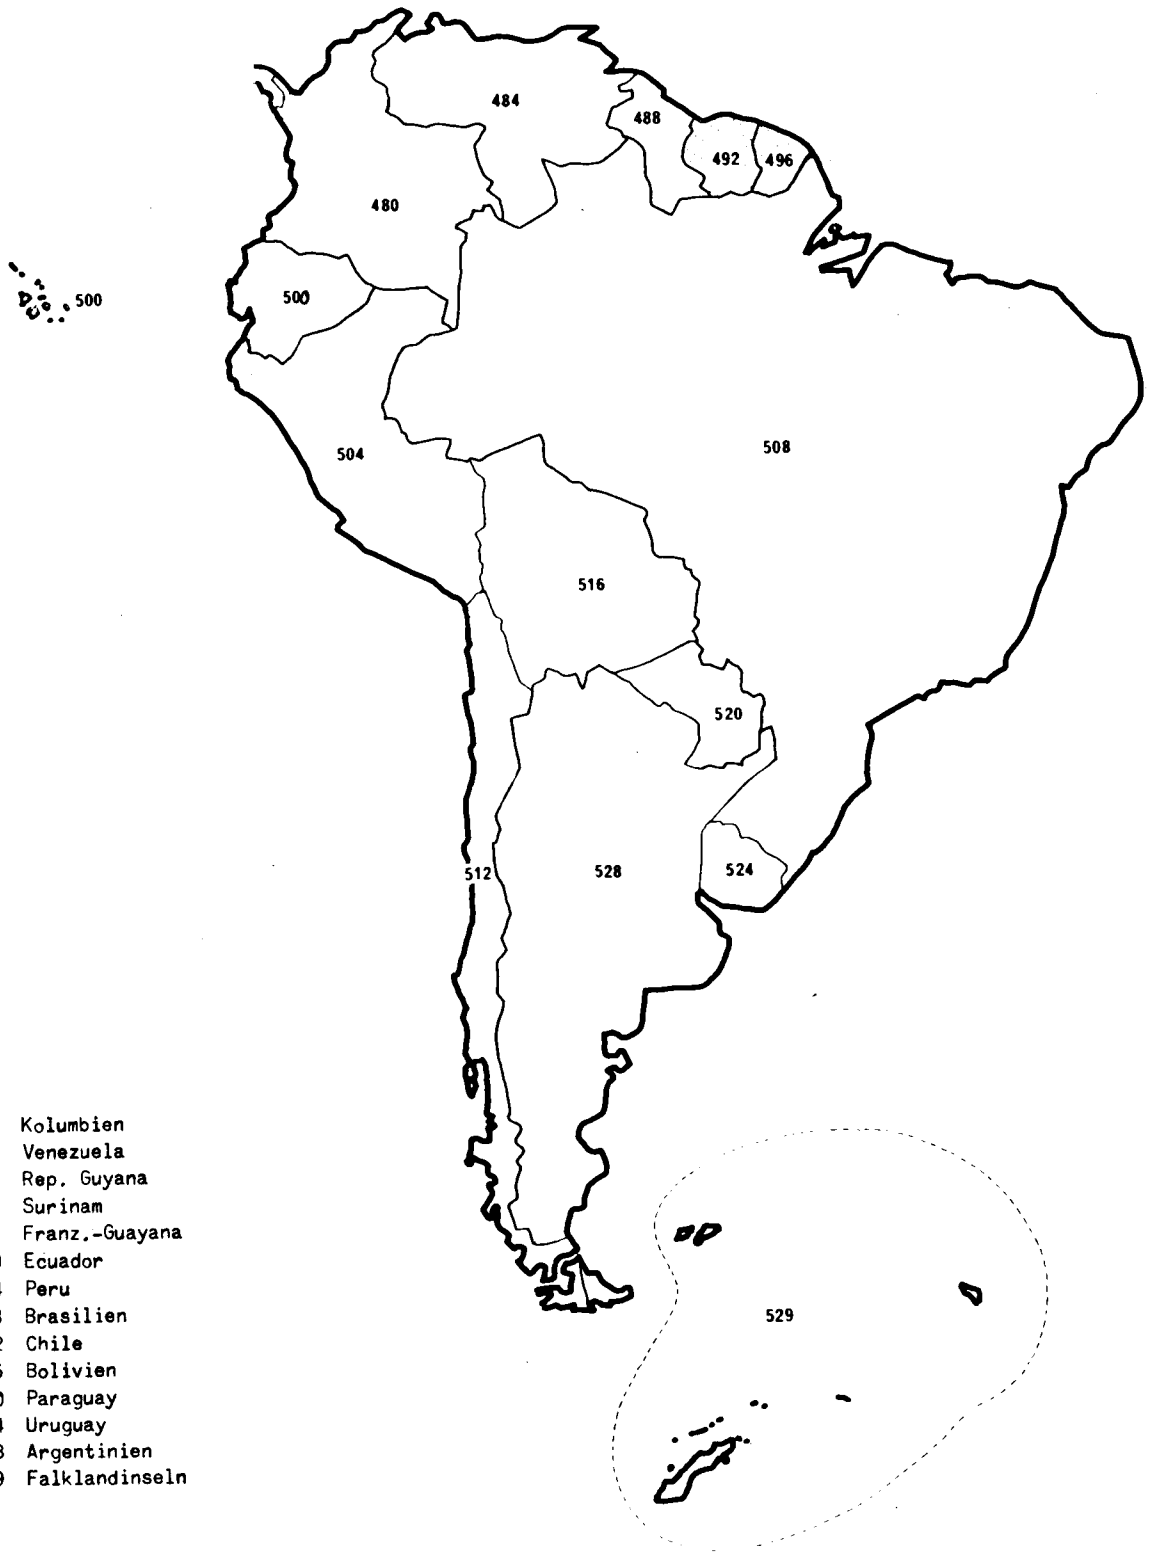 484
488
492
496
480
500
500
508
504
516
520
512
528
524
529
Kolumbien
Venezuela
Rep. Guyana
Surinam
Franz.-Guayana
Ecuador
Peru
Brasilien
Chile
Bolivien
Paraguay
Uruguay
Argentinien
Falklandinseln